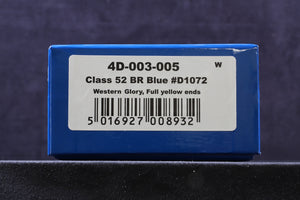 4D-003-005 W
Class 52 BR Blue #D1072
Western Glory, Full yellow ends
5 016927 008932